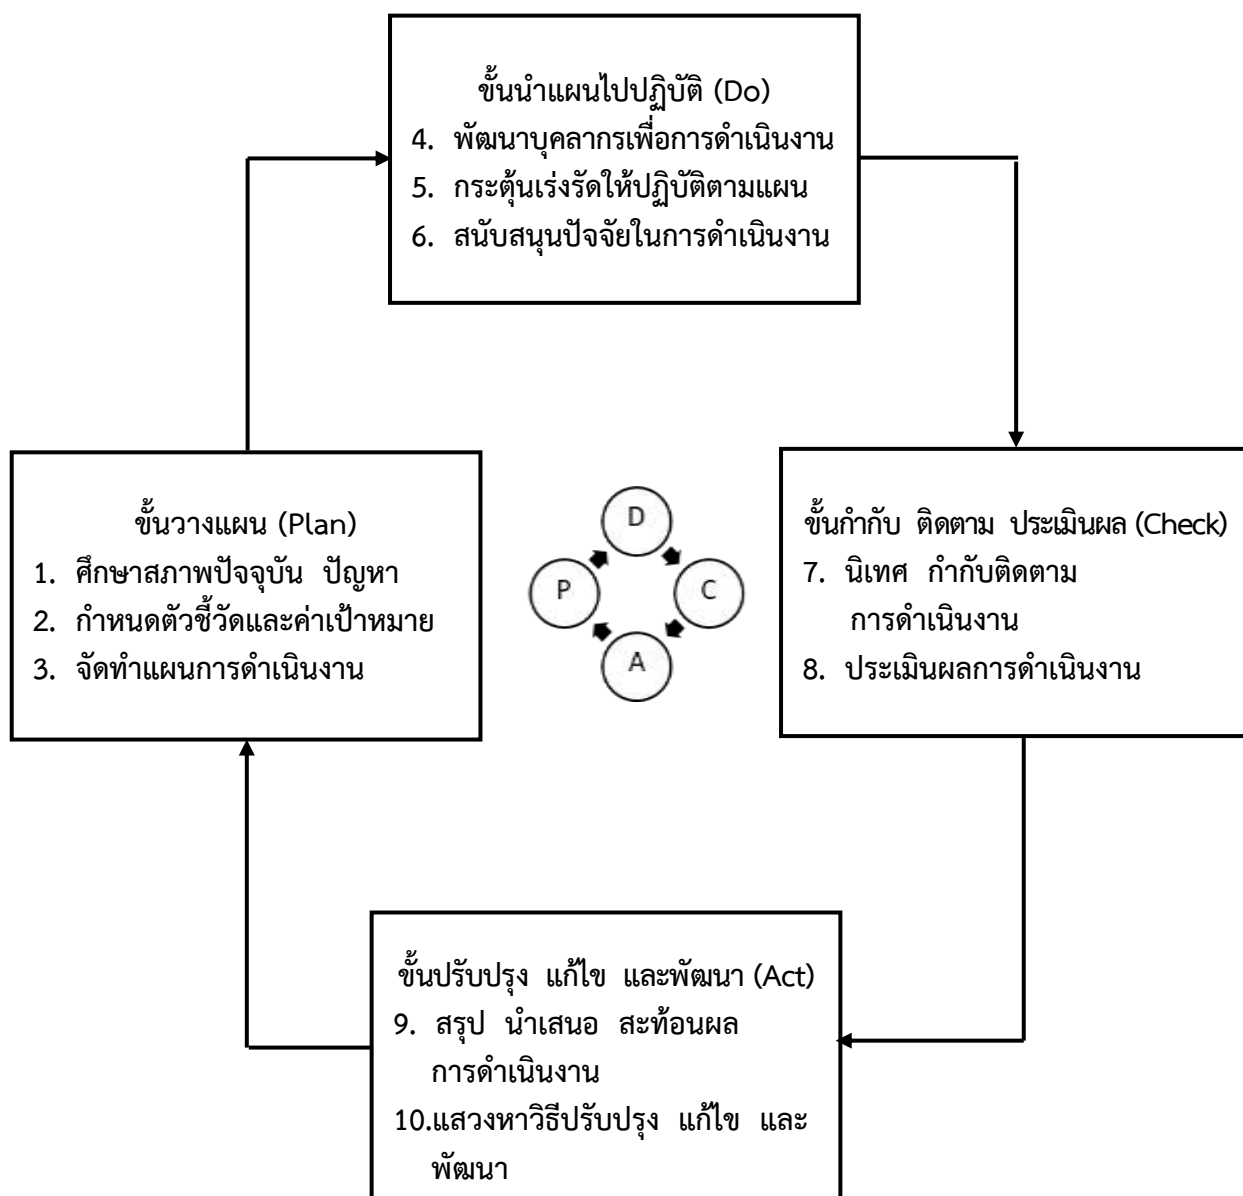 ขั้นนำแผนไปปฏิบัติ (Do)
4. พัฒนาบุคลากรเพื่อการดำเนินงาน
5. กระตุ้นเร่งรัดให้ปฏิบัติตามแผน
6. สนับสนุนปัจจัยในการดำเนินงาน
ขั้นวางแผน (Plan)
1. ศึกษาสภาพปัจจุบัน ปัญหา
2. กำหนดตัวชี้วัดและค่าเป้าหมาย
3. จัดทำแผนการดำเนินงาน
D
P
C
A
ขั้นกำกับ ติดตาม ประเมินผล (Check)
7. นิเทศ กำกับติดตาม
การดำเนินงาน
8. ประเมินผลการดำเนินงาน
ขั้นปรับปรุง แก้ไข และพัฒนา (Act)
9. สรุป นำเสนอ สะท้อนผล
การดำเนินงาน
10.แสวงหาวิธีปรับปรุง แก้ไข และ
พัฒนา